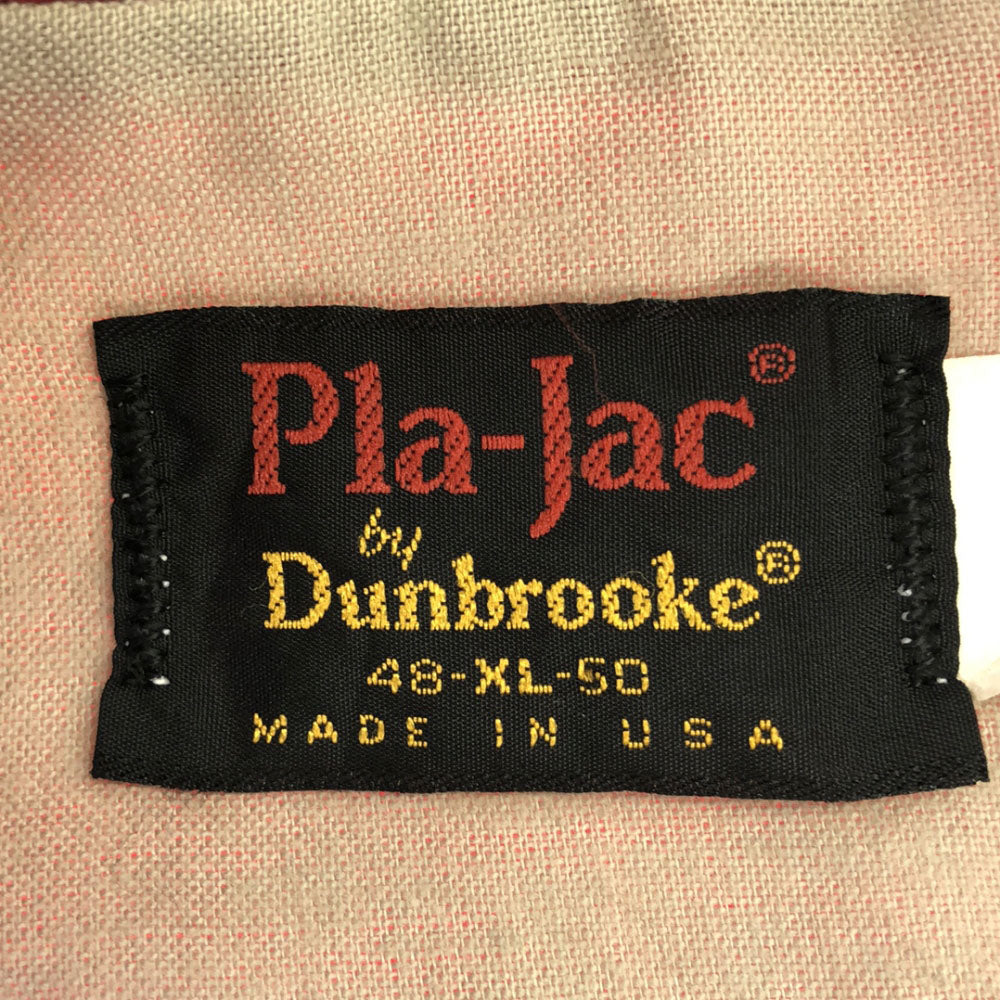 Pla-Jac®
by
Dunbrooke®
48-XL-50
MADE IN USA